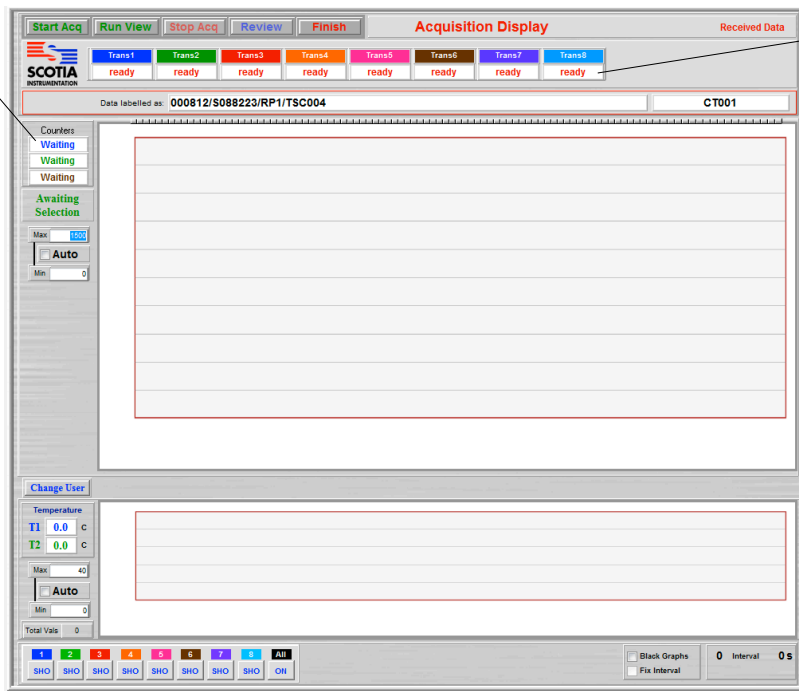 Start Acq Run View Stop Acq Review Finish Acquisition Display Received Data
SCOTIA
INSTRUMENTATION
Trans1 Trans2 Trans3 Trans4 Trans5 Trans6 Trans7 Trans8
ready ready ready ready ready ready ready ready
Data labelled as: 000812/S088223/RP1/TSC004 CT001
Counters
Waiting
Waiting
Waiting
Awaiting
Selection
Max 1500
Auto
Min 0
Change User
Temperature
T1 0.0 C
T2 0.0 C
Max 40
Auto
Min 0
Total Vals 0
1 2 3 4 5 6 7 8 All
SHO SHO SHO SHO SHO SHO SHO SHO ON
Black Graphs 0 Interval 0 s
Fix Interval